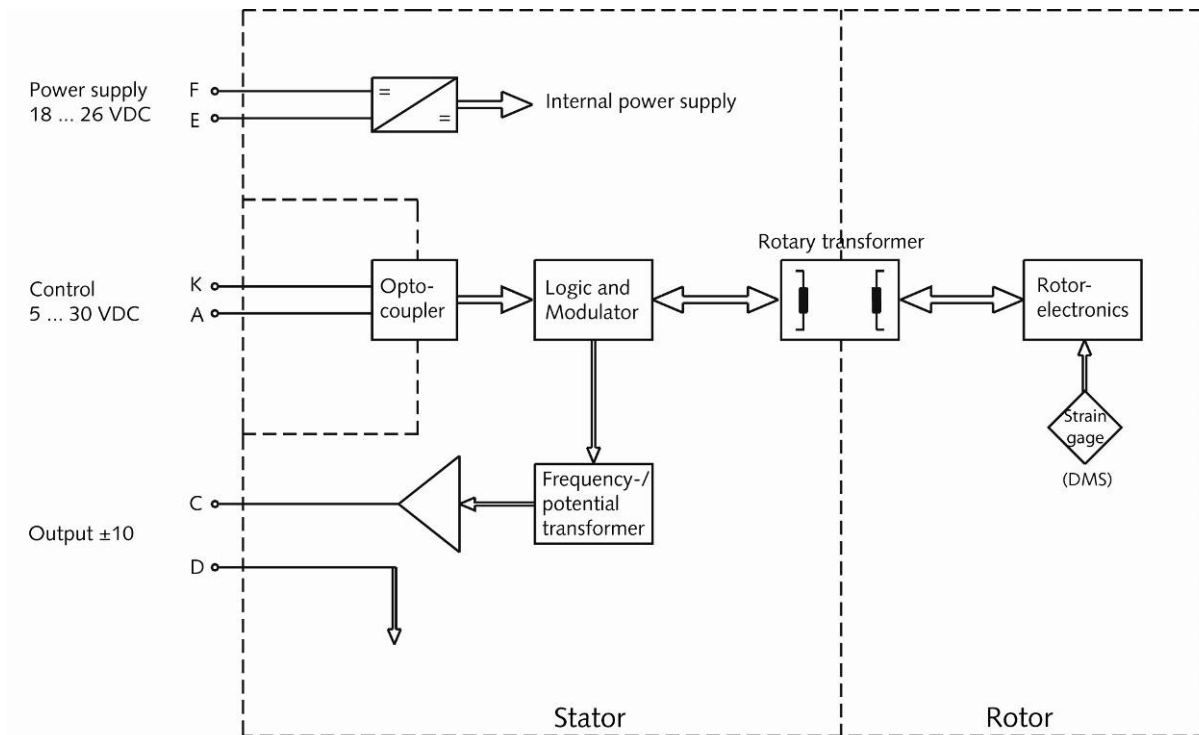 Power supply
18 ... 26 VDC
F
E
=
=
Internal power supply
Control
5 ... 30 VDC
K
A
Opto-
coupler
Logic and
Modulator
Rotary transformer
Rotor-
electronics
Strain
gage
(DMS)
Frequency-/
potential
transformer
Output ±10
C
D
Stator
Rotor